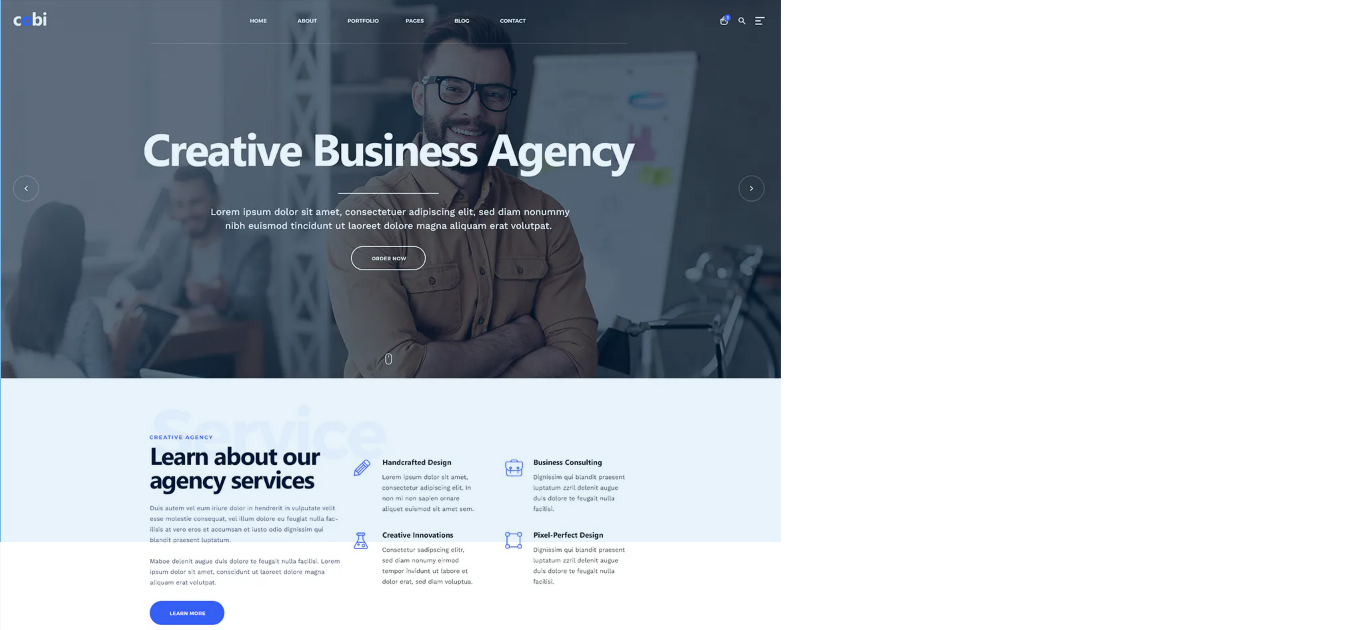 cobi
HOME ABOUT PORTFOLIO PAGES BLOG CONTACT
Creative Business Agency
Lorem ipsum dolor sit amet, consectetuer adipiscing elit, sed diam nonummy
nibh euismod tincidunt ut laoreet dolore magna aliquam erat volutpat.
ORDER NOW
Service
CREATIVE AGENCY
Learn about our
agency services
Duis autem vel eum iriure dolor in hendrerit in vulputate velit
esse molestie consequat, vel illum dolore eu feugiat nulla fac-
ilisis at vero eros et accumsan et iusto odio dignissim qui
blandit praesent luptatum.
Maboe delenit augue duis dolore te feugait nulla facilisi. Lorem
ipsum dolor sit amet, conscidunt ut laoreet dolore magna
aliquam erat volutpat.
LEARN MORE
Handcrafted Design
Lorem ipsum dolor sit amet,
consectetur adipiscing elit. In
non mi non sapien ornare
aliquet euismod sit amet sem.
Business Consulting
Dignissim qui blandit praesent
luptatum zzril delenit augue
duis dolore te feugait nulla
facilisi.
Creative Innovations
Consetetur sadipscing elitr,
sed diam nonumy eirmod
tempor invidunt ut labore et
dolor erat, sed diam voluptua.
Pixel-Perfect Design
Dignissim qui blandit praesent
luptatum zzril delenit augue
duis dolore te feugait nulla
facilisi.